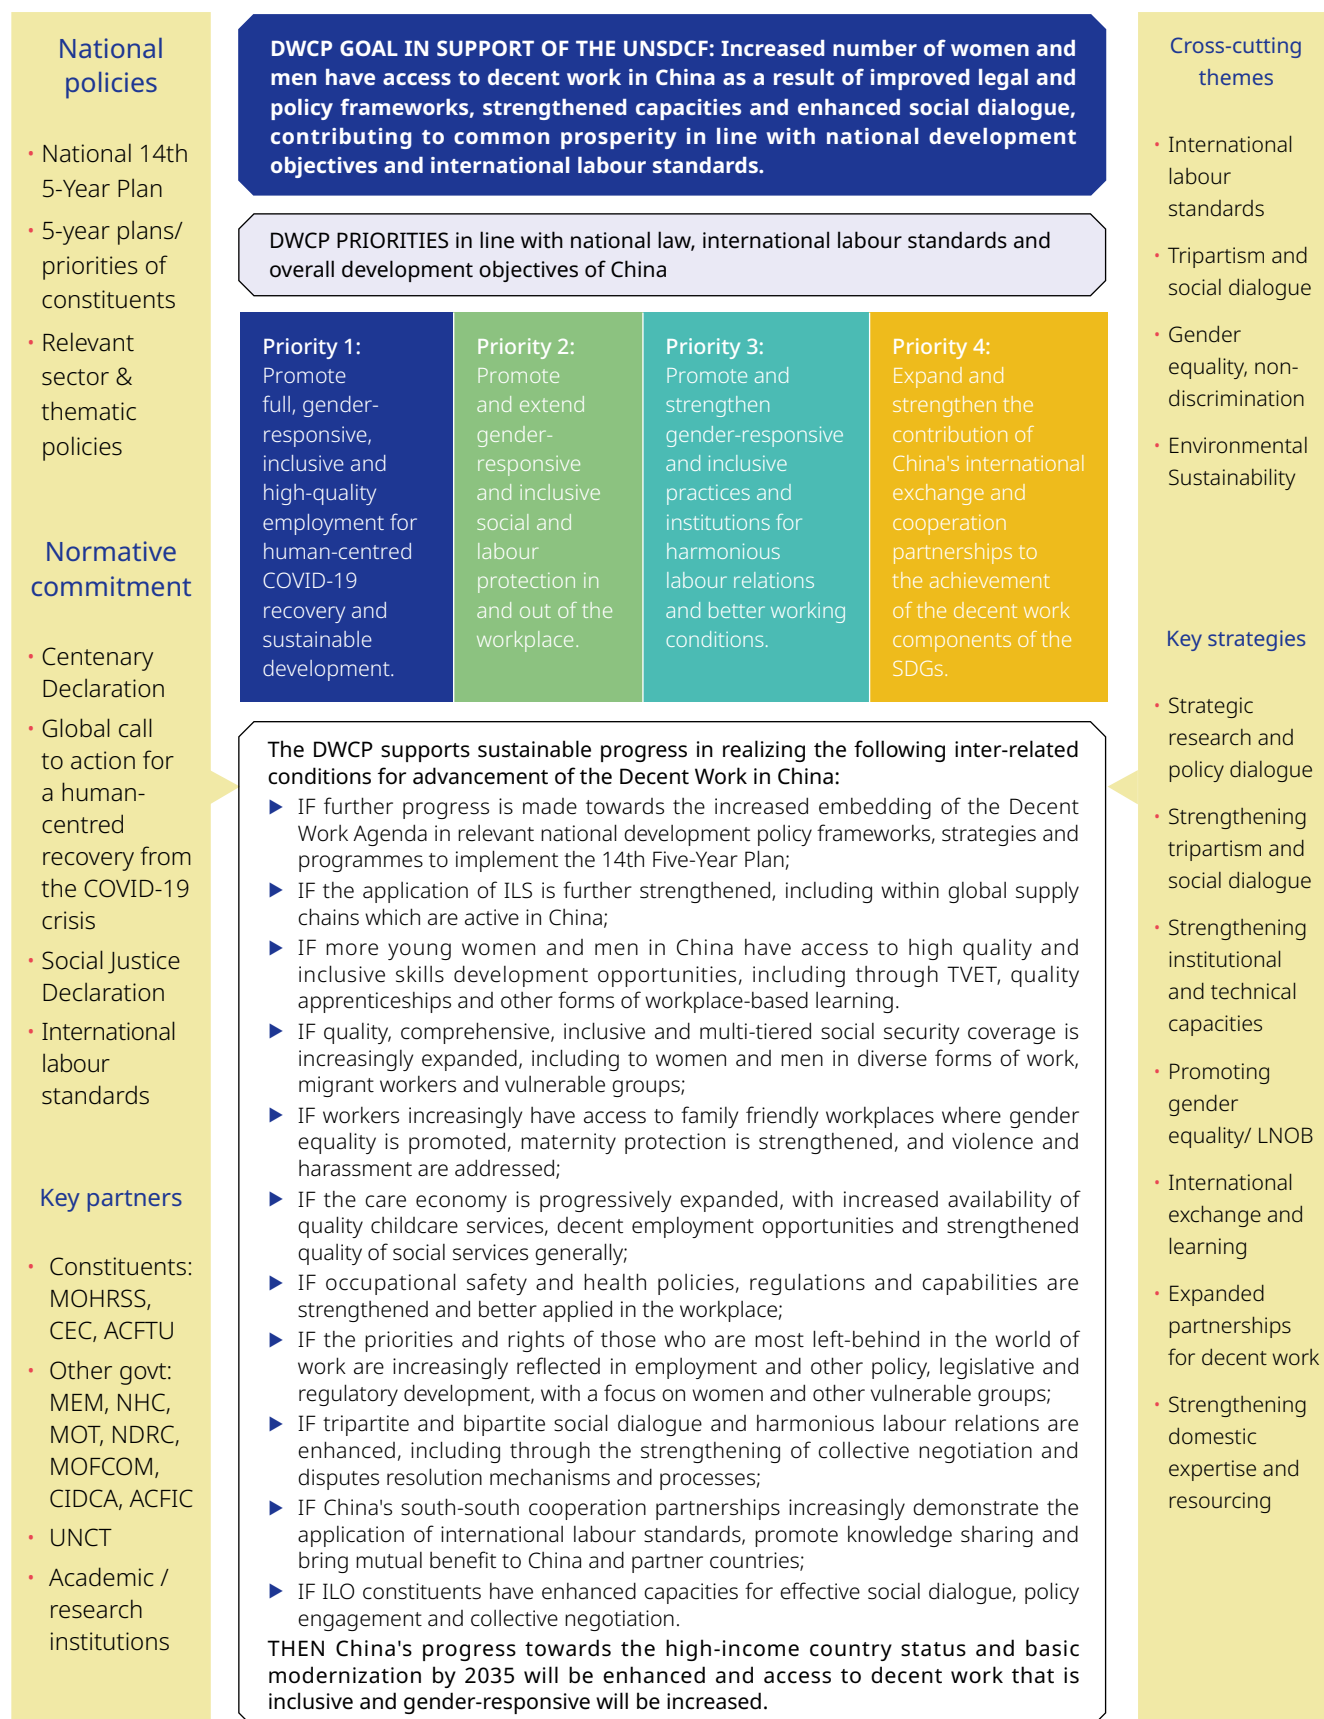 National
policies
• National 14th
5-Year Plan
• 5-year plans/
priorities of
constituents
• Relevant
sector &
thematic
policies
Normative
commitment
• Centenary
Declaration
• Global call
to action for
a human-
centred
recovery from
the COVID-19
crisis
• Social Justice
Declaration
• International
labour
standards
Key partners
• Constituents:
MOHRSS,
CEC, ACFTU
• Other govt:
MEM, NHC,
MOT, NDRC,
MOFCOM,
CIDCA, ACFIC
• UNCT
• Academic /
research
institutions
DWCP GOAL IN SUPPORT OF THE UNSDCF: Increased number of women and
men have access to decent work in China as a result of improved legal and
policy frameworks, strengthened capacities and enhanced social dialogue,
contributing to common prosperity in line with national development
objectives and international labour standards.
DWCP PRIORITIES in line with national law, international labour standards and
overall development objectives of China
Priority 1:
Promote
full, gender-
responsive,
inclusive and
high-quality
employment for
human-centred
COVID-19
recovery and
sustainable
development.
Priority 2:
Promote
and extend
gender-
responsive
and inclusive
social and
labour
protection in
and out of the
workplace.
Priority 3:
Promote and
strengthen
gender-responsive
and inclusive
practices and
institutions for
harmonious
labour relations
and better working
conditions.
Priority 4:
Expand and
strengthen the
contribution of
China's international
exchange and
cooperation
partnerships to
the achievement
of the decent work
components of the
SDGs.
The DWCP supports sustainable progress in realizing the following inter-related
conditions for advancement of the Decent Work in China:
▶ IF further progress is made towards the increased embedding of the Decent
Work Agenda in relevant national development policy frameworks, strategies and
programmes to implement the 14th Five-Year Plan;
▶ IF the application of ILS is further strengthened, including within global supply
chains which are active in China;
▶ IF more young women and men in China have access to high quality and
inclusive skills development opportunities, including through TVET, quality
apprenticeships and other forms of workplace-based learning.
▶ IF quality, comprehensive, inclusive and multi-tiered social security coverage is
increasingly expanded, including to women and men in diverse forms of work,
migrant workers and vulnerable groups;
▶ IF workers increasingly have access to family friendly workplaces where gender
equality is promoted, maternity protection is strengthened, and violence and
harassment are addressed;
▶ IF the care economy is progressively expanded, with increased availability of
quality childcare services, decent employment opportunities and strengthened
quality of social services generally;
▶ IF occupational safety and health policies, regulations and capabilities are
strengthened and better applied in the workplace;
▶ IF the priorities and rights of those who are most left-behind in the world of
work are increasingly reflected in employment and other policy, legislative and
regulatory development, with a focus on women and other vulnerable groups;
▶ IF tripartite and bipartite social dialogue and harmonious labour relations are
enhanced, including through the strengthening of collective negotiation and
disputes resolution mechanisms and processes;
▶ IF China's south-south cooperation partnerships increasingly demonstrate the
application of international labour standards, promote knowledge sharing and
bring mutual benefit to China and partner countries;
▶ IF ILO constituents have enhanced capacities for effective social dialogue, policy
engagement and collective negotiation.
THEN China's progress towards the high-income country status and basic
modernization by 2035 will be enhanced and access to decent work that is
inclusive and gender-responsive will be increased.
Cross-cutting
themes
• International
labour
standards
• Tripartism and
social dialogue
• Gender
equality, non-
discrimination
• Environmental
Sustainability
Key strategies
• Strategic
research and
policy dialogue
• Strengthening
tripartism and
social dialogue
• Strengthening
institutional
and technical
capacities
• Promoting
gender
equality/ LNOB
• International
exchange and
learning
• Expanded
partnerships
for decent work
• Strengthening
domestic
expertise and
resourcing